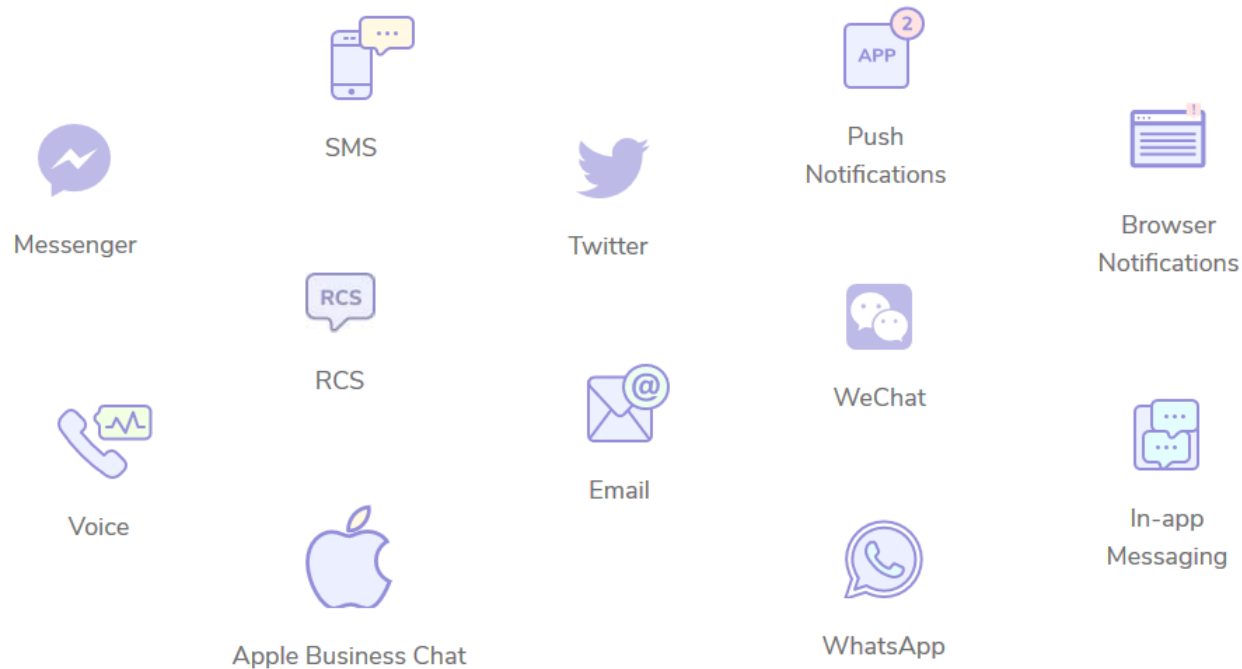 2
APP
SMS
Push
Notifications
!
Messenger
Twitter
Browser
Notifications
RCS
RCS
@
WeChat
Voice
Email
In-app
Messaging
Apple Business Chat
WhatsApp